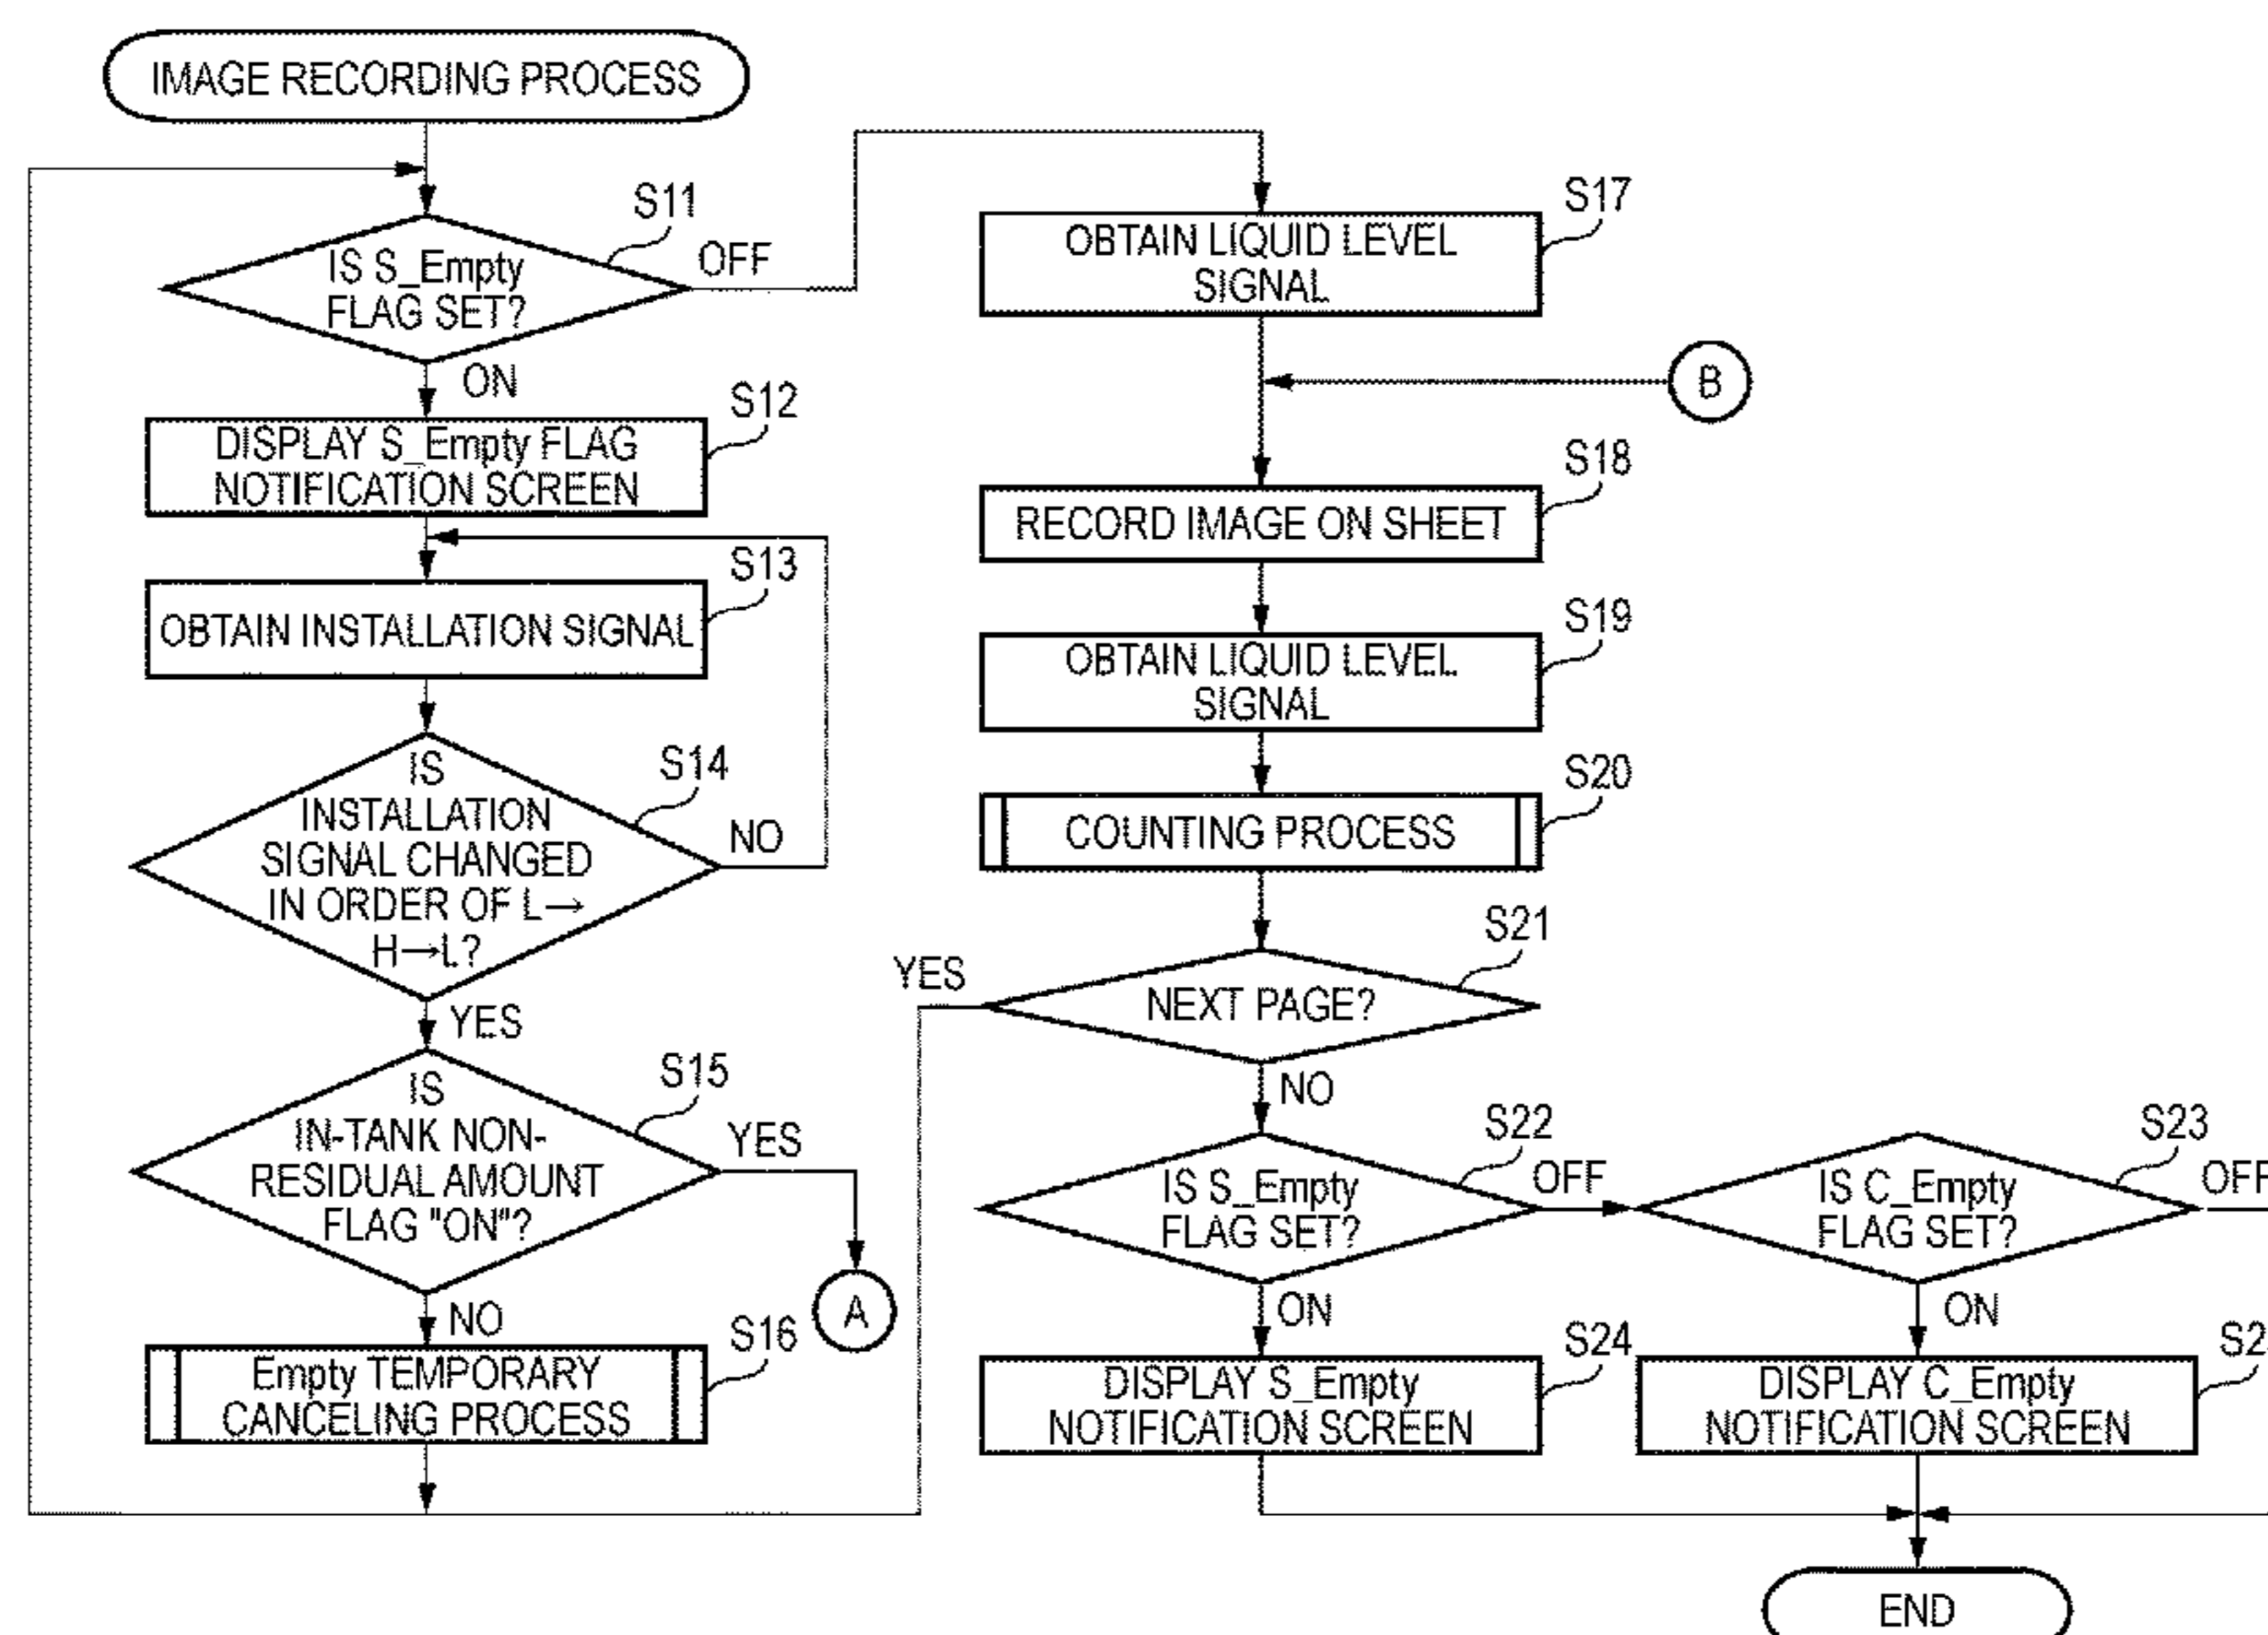 IMAGE RECORDING PROCESS
S11
IS S_Empty
FLAG SET?
OFF
ON
S12
DISPLAY S_Empty FLAG
NOTIFICATION SCREEN
S13
OBTAIN INSTALLATION SIGNAL
S14
IS
INSTALLATION
SIGNAL CHANGED
IN ORDER OF L→
H→L?
NO
YES
S15
IS
IN-TANK NON-
RESIDUAL AMOUNT
FLAG "ON"?
YES
A
NO
S16
Empty TEMPORARY
CANCELING PROCESS
S17
OBTAIN LIQUID LEVEL
SIGNAL
B
S18
RECORD IMAGE ON SHEET
S19
OBTAIN LIQUID LEVEL
SIGNAL
S20
COUNTING PROCESS
S21
NEXT PAGE?
YES
NO
S22
IS S_Empty
FLAG SET?
OFF
ON
S24
DISPLAY S_Empty
NOTIFICATION SCREEN
S23
IS C_Empty
FLAG SET?
OFF
ON
DISPLAY C_Empty
NOTIFICATION SCREEN
END